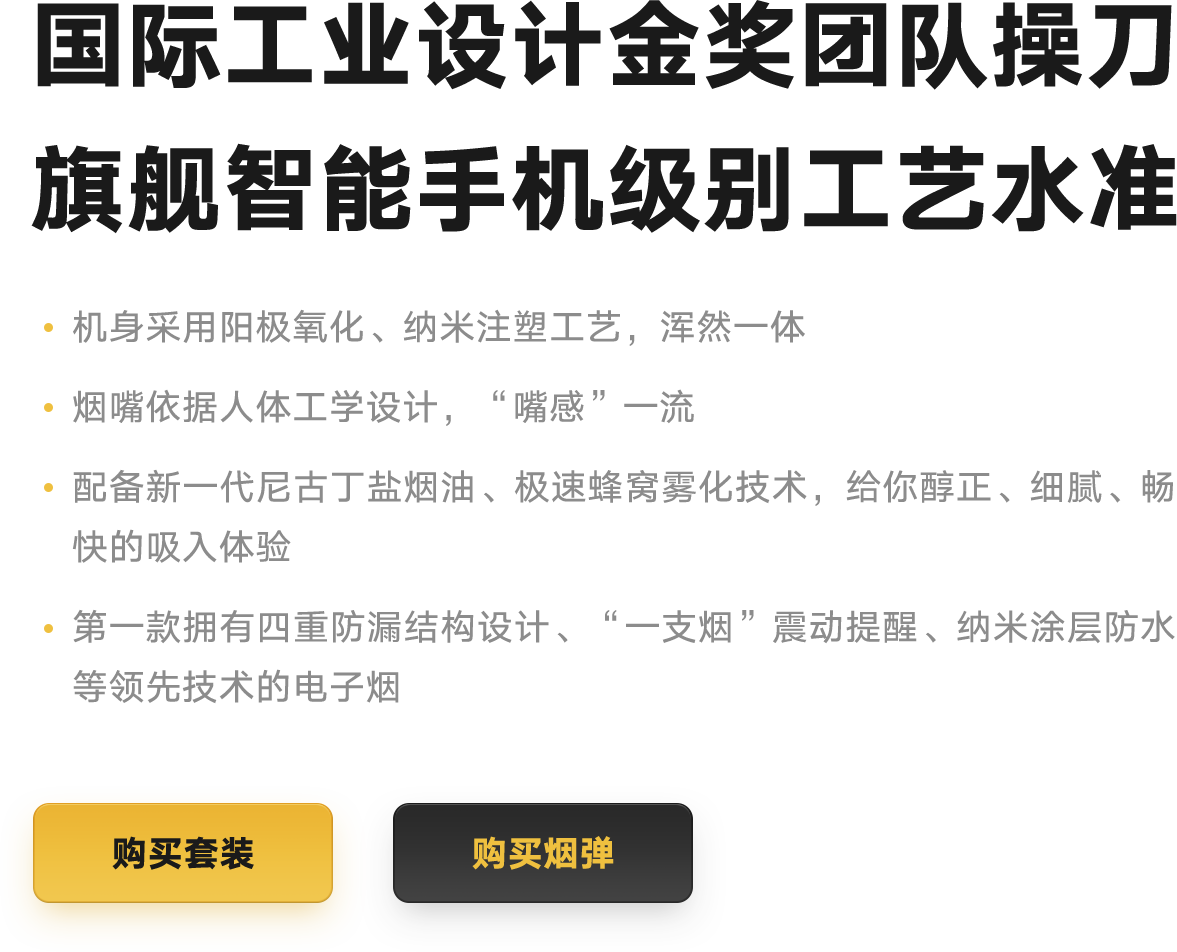 国际工业设计金奖团队操刀
旗舰智能手机级别工艺水准
机身采用阳极氧化、纳米注塑工艺，浑然一体
烟嘴依据人体工学设计，“嘴感”一流
配备新一代尼古丁盐烟油、极速蜂窝雾化技术，给你醇正、细腻、畅
快的吸入体验
第一款拥有四重防漏结构设计、“一支烟”震动提醒、纳米涂层防水
等领先技术的电子烟
购买套装
购买烟弹